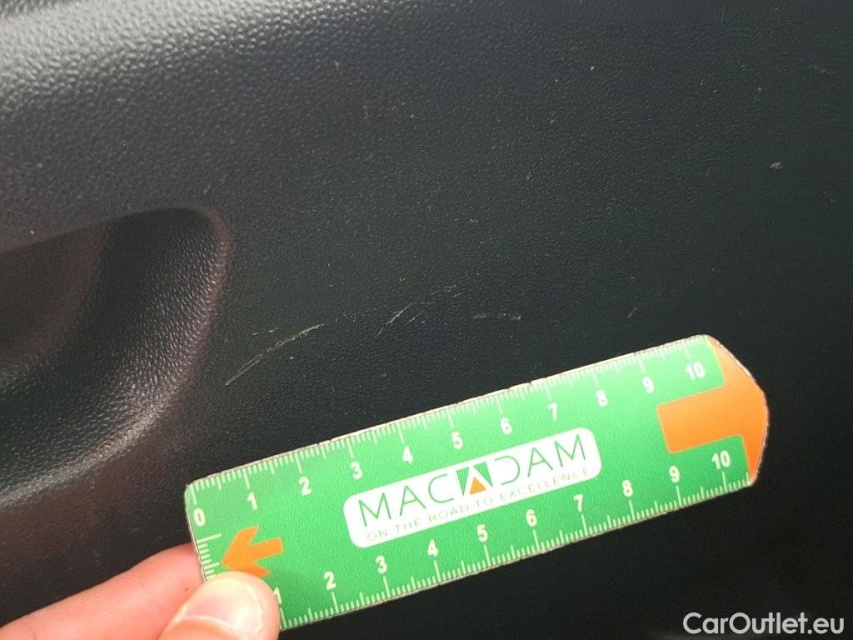 0 1 2 3 4 5 6 7 8 9 10
MACADAM
ON THE ROAD TO EXCELLENCE
1 2 3 4 5 6 7 8 9 10
CarOutlet.eu